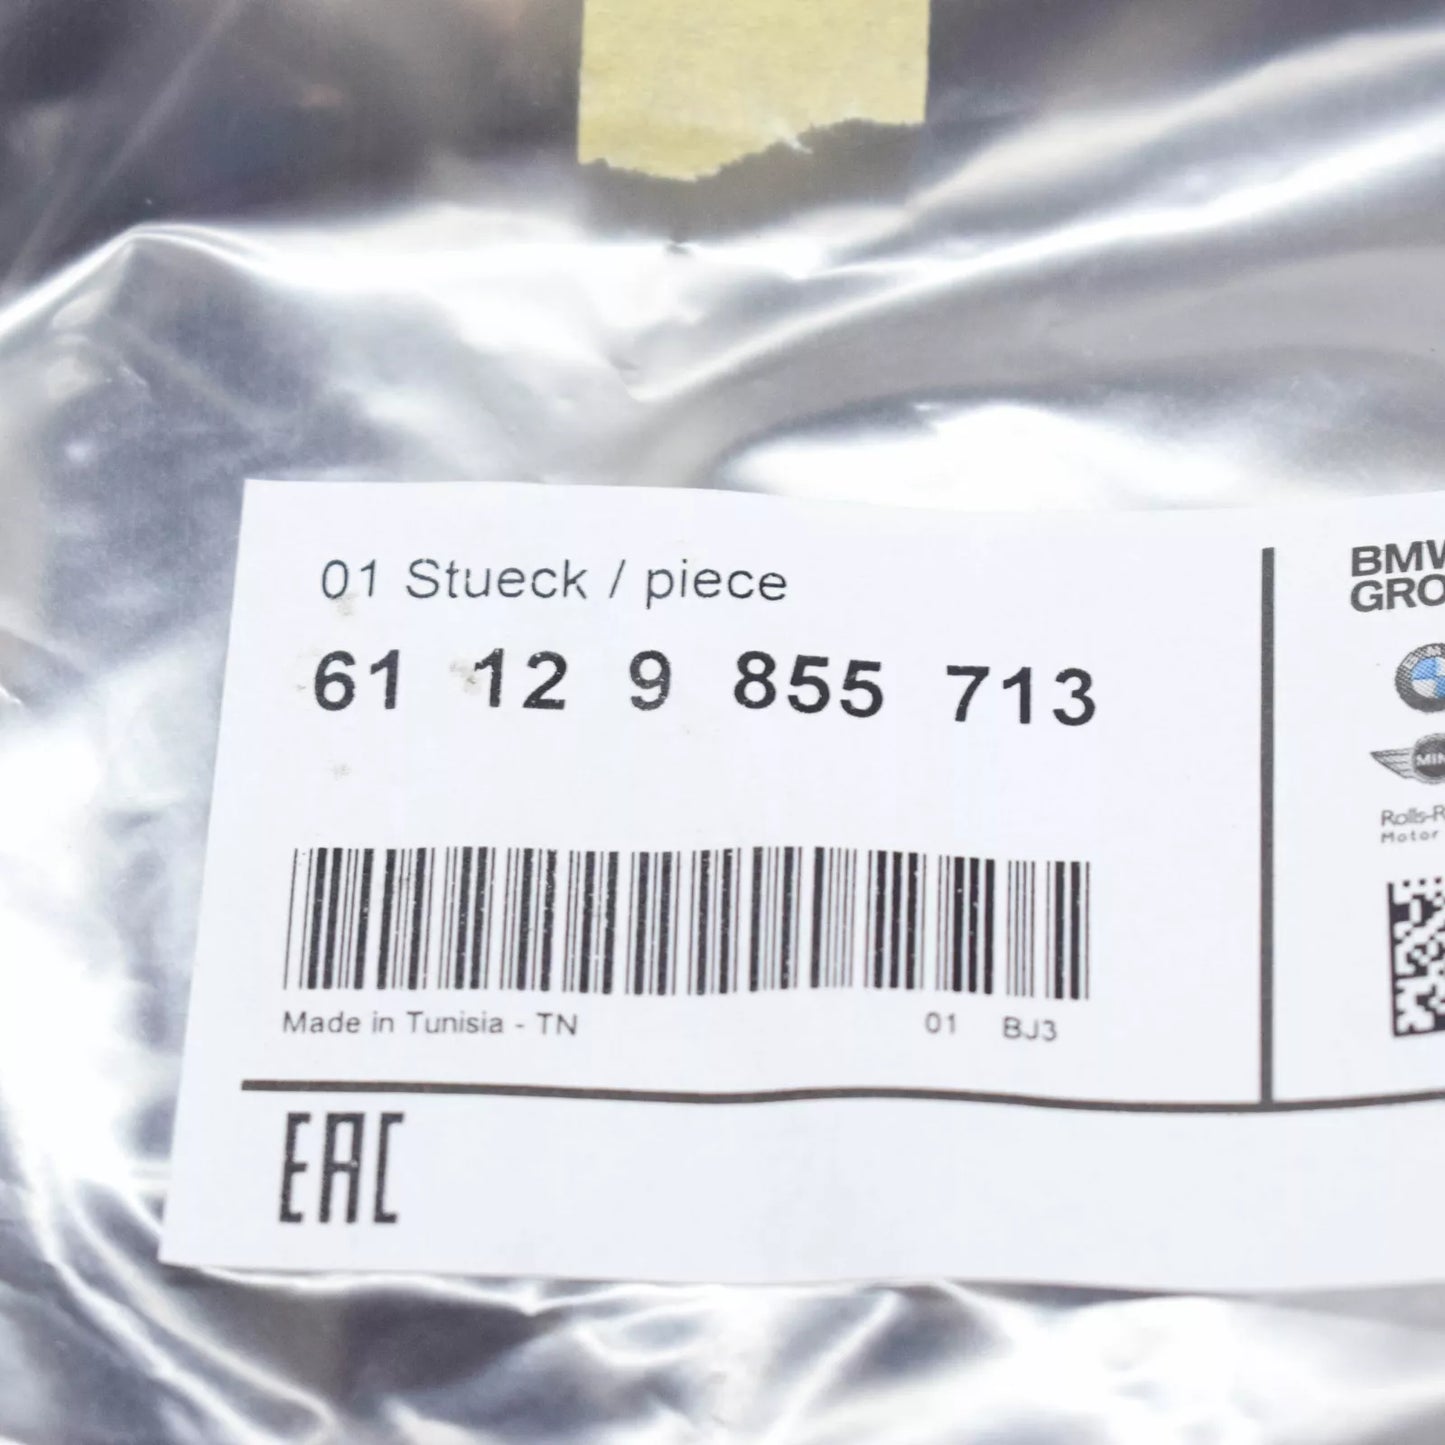 01 Stueck / piece
61 12 9 855 713
Made in Tunisia - TN
01 BJ3
EAC
BMW
GRO
MIN
Rolls-R
Motor